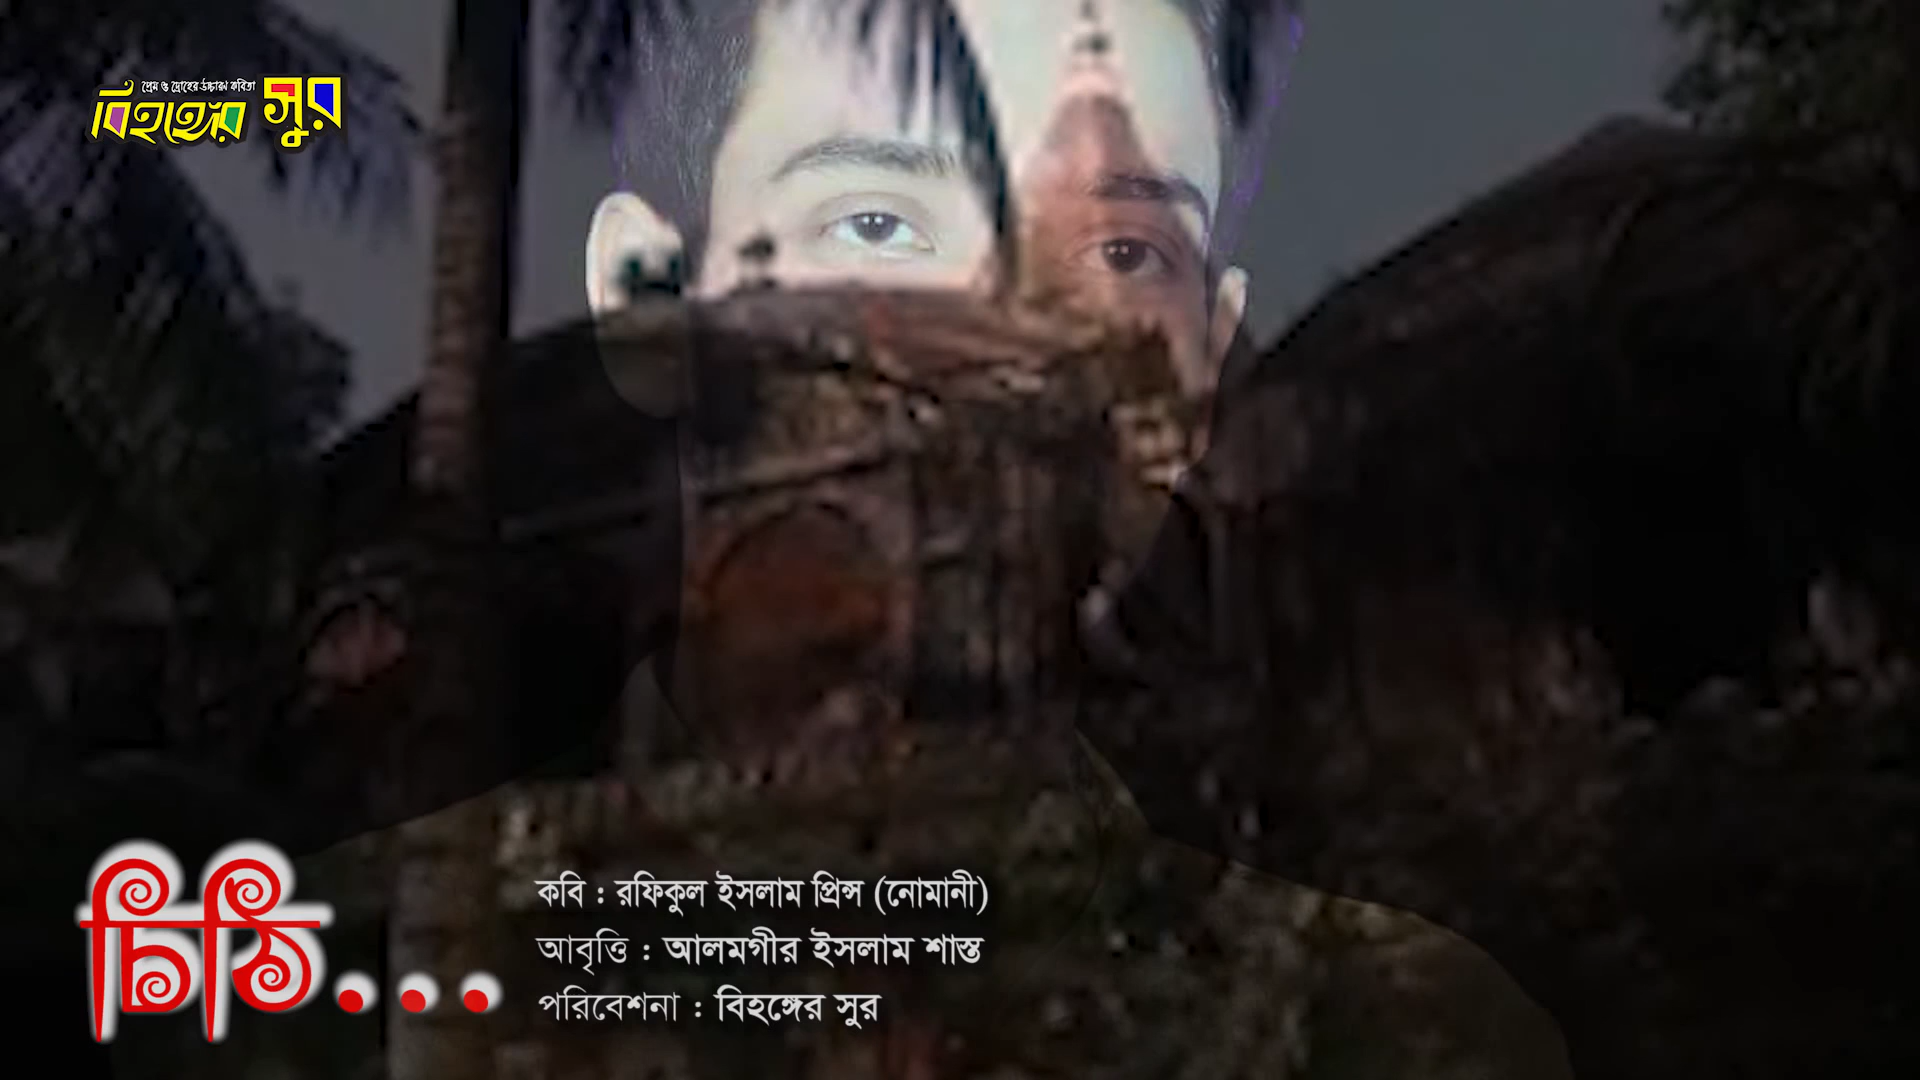 প্রেম ও দ্রোহের উচ্চারণ কবিতা
বিহঙ্গের সুর
চিঠি...
কবি : রফিকুল ইসলাম প্রিন্স (নোমানী)
আবৃত্তি : আলমগীর ইসলাম শান্ত
পরিবেশনা : বিহঙ্গের সুর